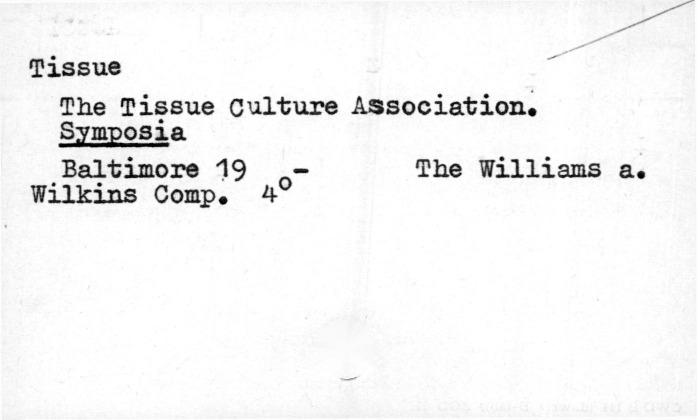 Tissue
The Tissue Culture Association.
Symposia
Baltimore 19 - The Williams a.
Wilkins Comp. 4°